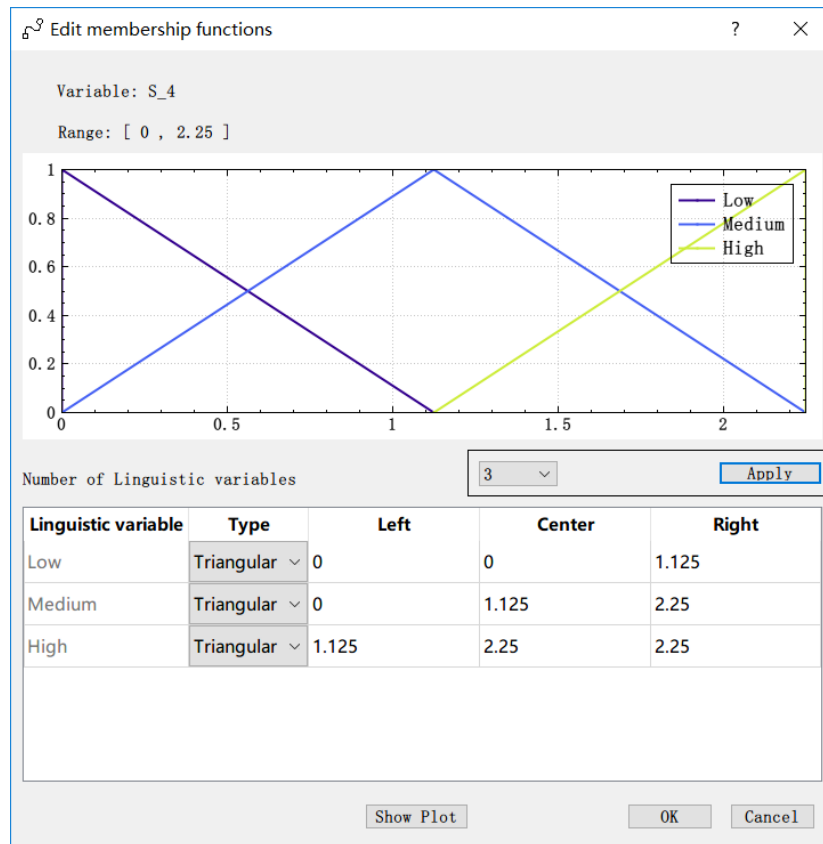 Edit membership functions ? ×
Variable: S_4
Range: [ 0 , 2.25 ]
1
0.8
0.6
0.4
0.2
0
0 0.5 1 1.5 2
Low
Medium
High
Number of Linguistic variables 3 Apply
Linguistic variable Type Left Center Right
Low Triangular 0 0 1.125
Medium Triangular 0 1.125 2.25
High Triangular 1.125 2.25 2.25
Show Plot OK Cancel